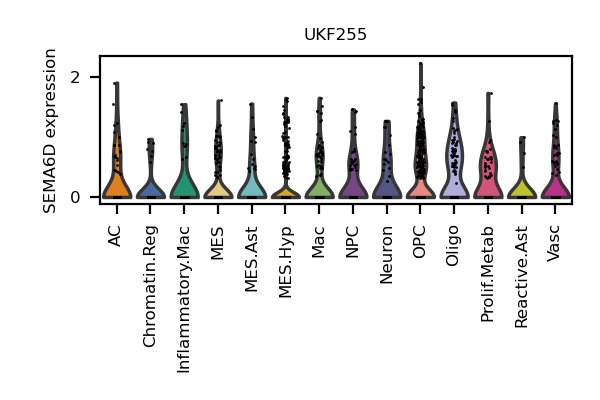 UKF255
SEMA6D expression
2
0
AC
Chromatin.Reg
Inflammatory.Mac
MES
MES.Ast
MES.Hyp
Mac
NPC
Neuron
OPC
Oligo
Prolif.Metab
Reactive.Ast
Vasc